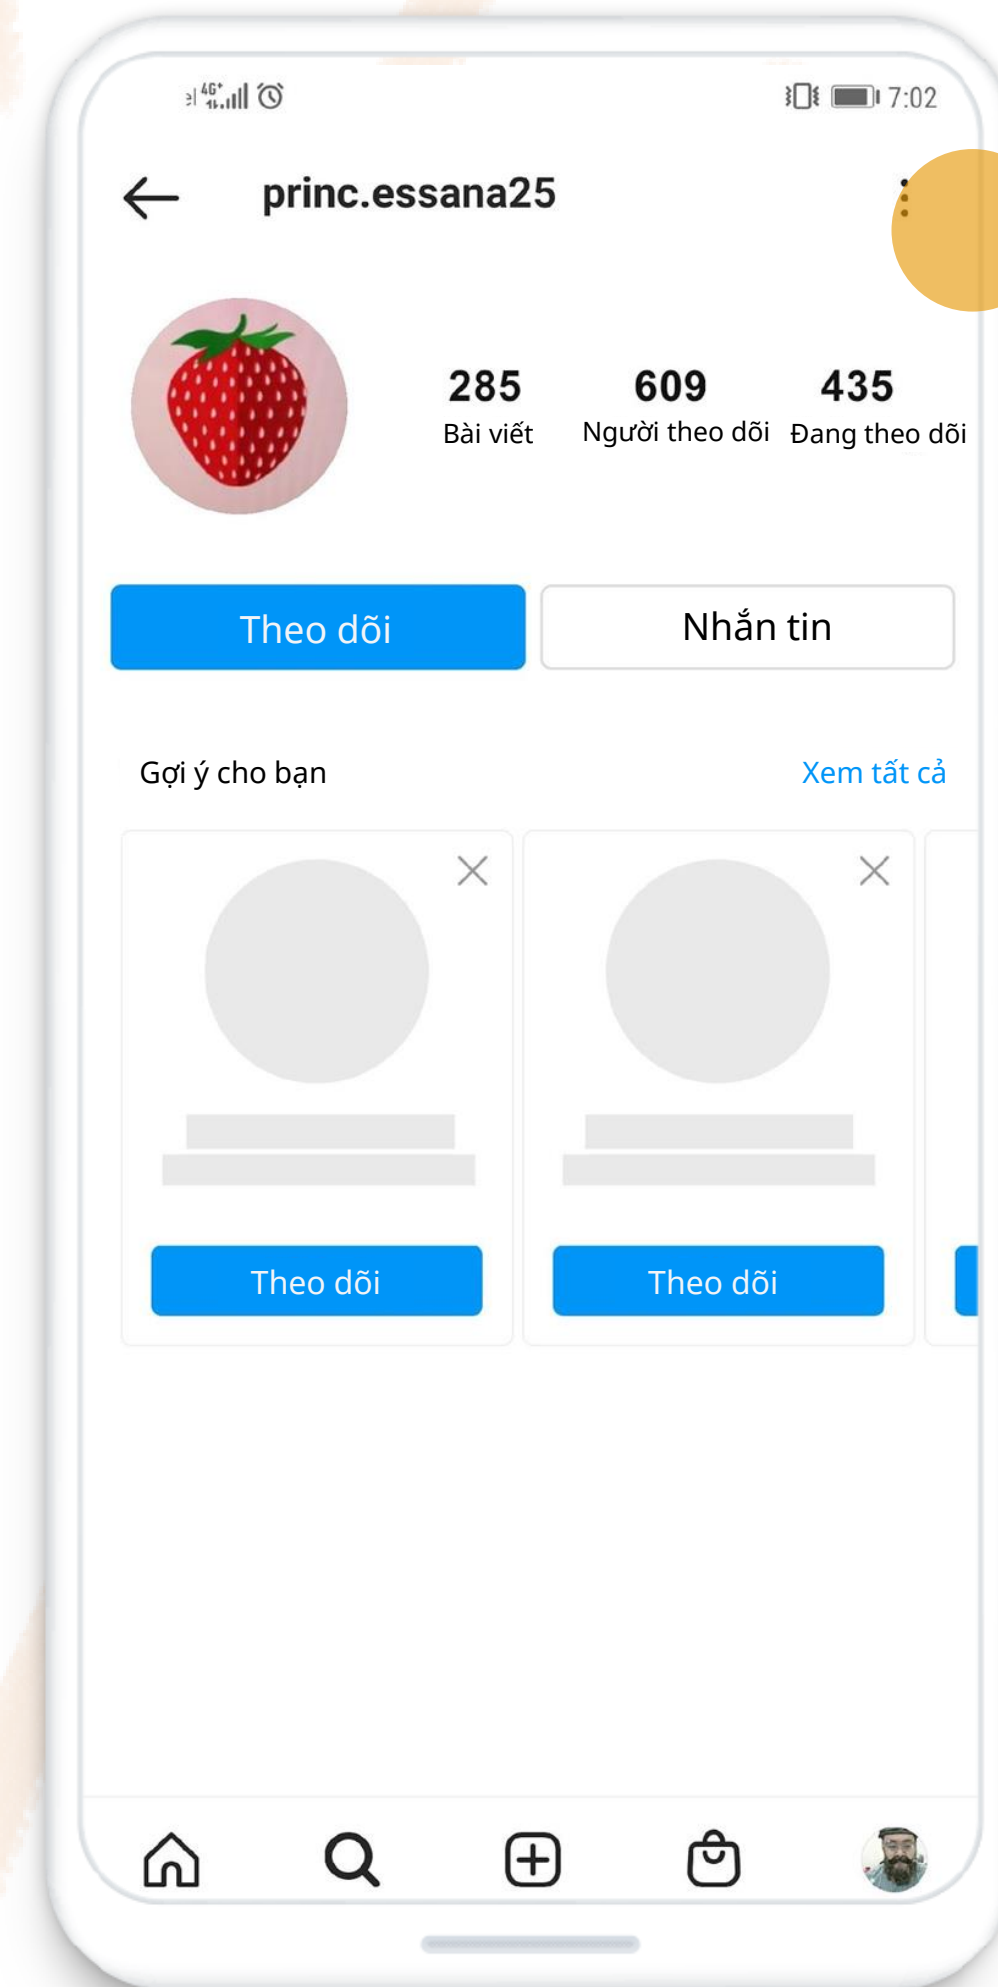 4G+ 7:02
princ.essana25
285 609 435
Bài viết Người theo dõi Đang theo dõi
Theo dõi Nhắn tin
Gợi ý cho bạn Xem tất cả
Theo dõi Theo dõi